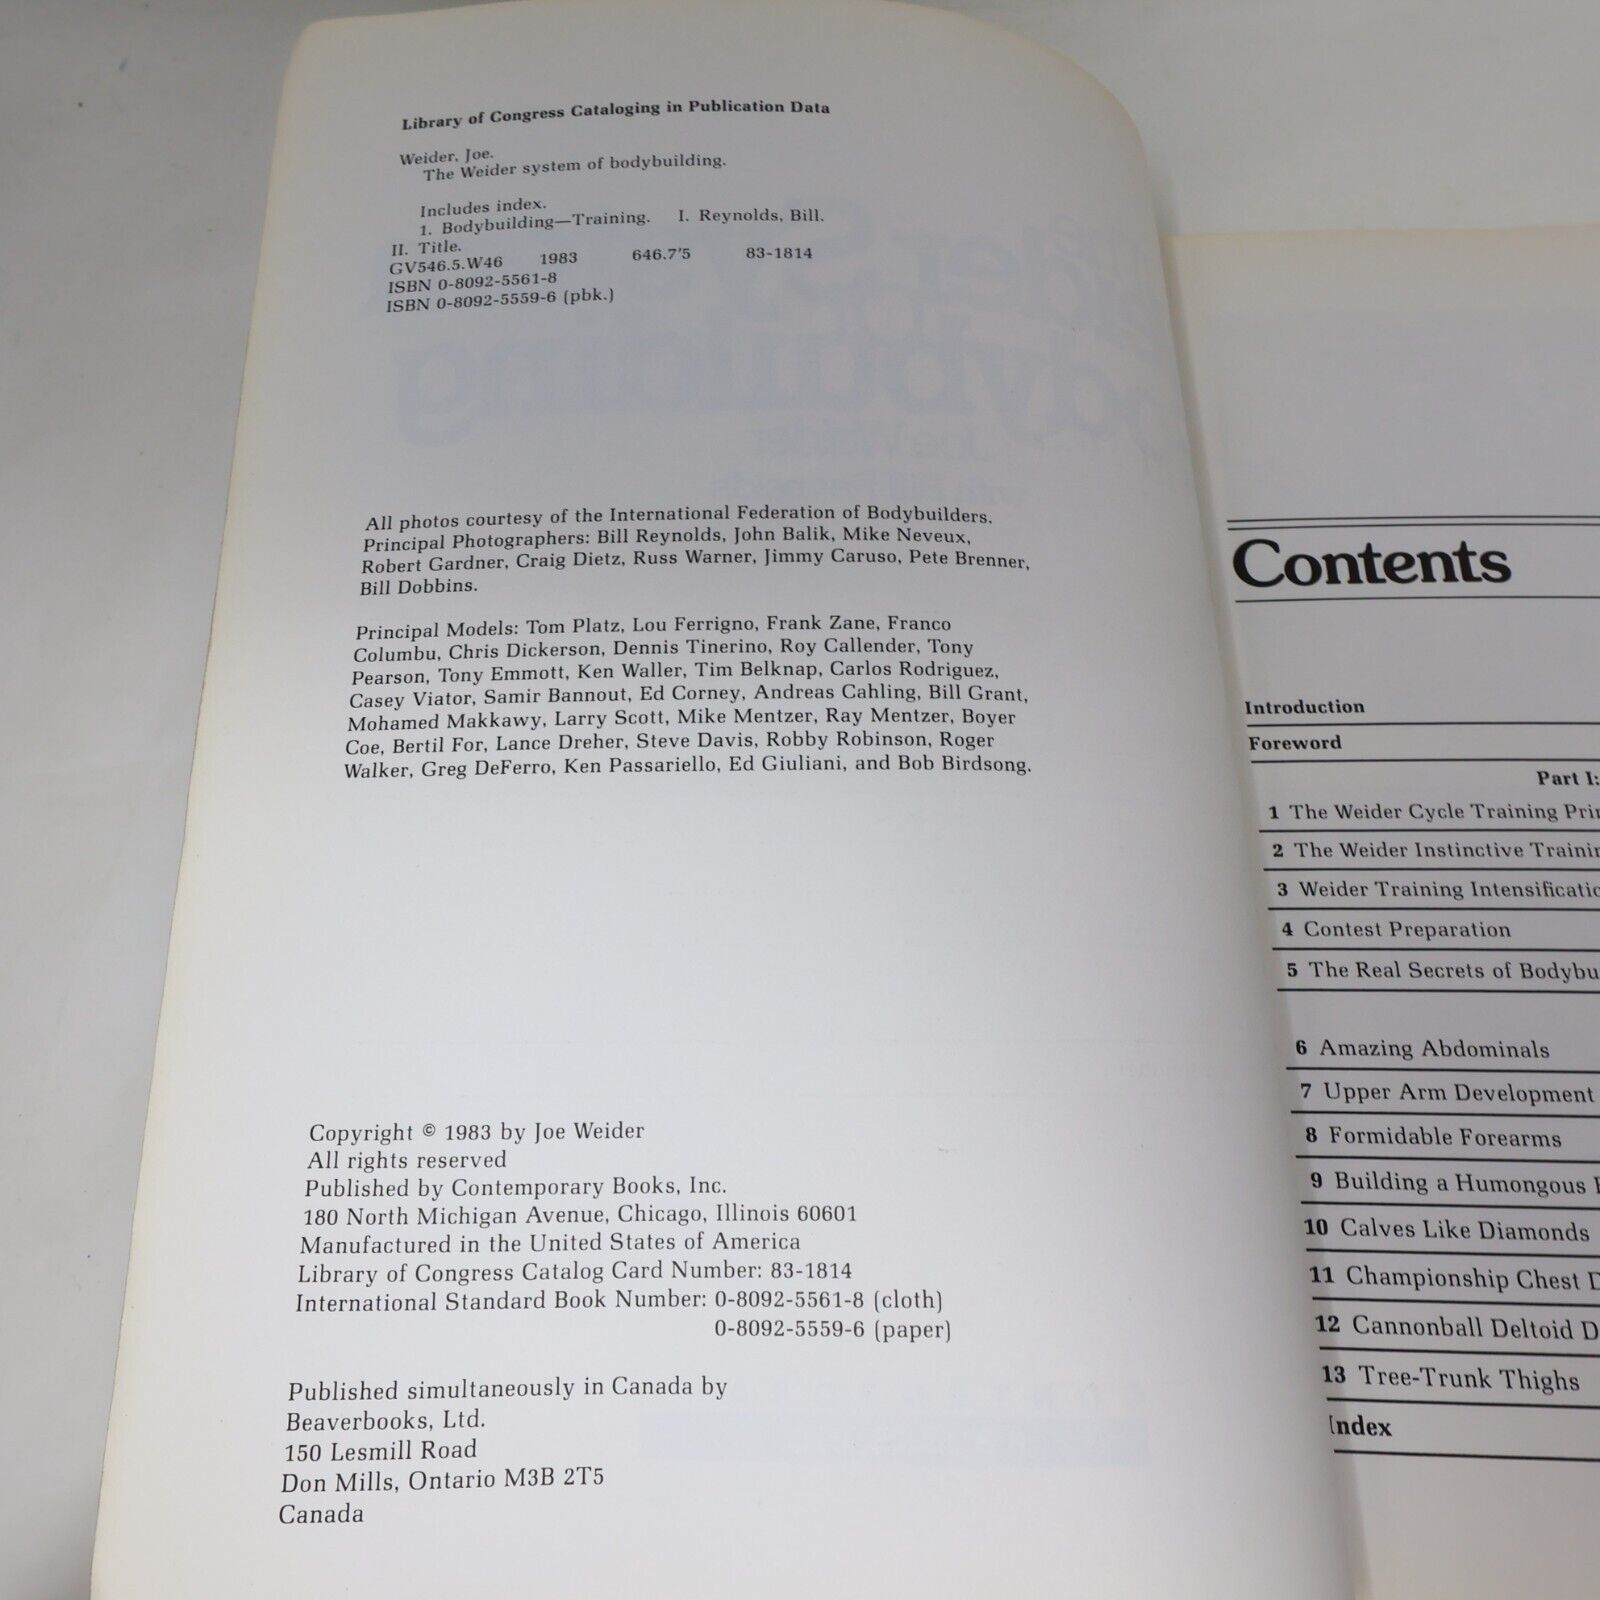 Library of Congress Cataloging in Publication Data
Weider, Joe.
The Weider system of bodybuilding.
Includes index.
1. Bodybuilding—Training. I. Reynolds, Bill.
II. Title.
GV546.5.W46 1983 646.7'5 83-1814
ISBN 0-8092-5561-8
ISBN 0-8092-5559-6 (pbk.)
All photos courtesy of the International Federation of Bodybuilders.
Principal Photographers: Bill Reynolds, John Balik, Mike Neveux,
Robert Gardner, Craig Dietz, Russ Warner, Jimmy Caruso, Pete Brenner,
Bill Dobbins.
Principal Models: Tom Platz, Lou Ferrigno, Frank Zane, Franco
Columbu, Chris Dickerson, Dennis Tinerino, Roy Callender, Tony
Pearson, Tony Emmott, Ken Waller, Tim Belknap, Carlos Rodriguez,
Casey Viator, Samir Bannout, Ed Corney, Andreas Cahling, Bill Grant,
Mohamed Makkawy, Larry Scott, Mike Mentzer, Ray Mentzer, Boyer
Coe, Bertil For, Lance Dreher, Steve Davis, Robby Robinson, Roger
Walker, Greg DeFerro, Ken Passariello, Ed Giuliani, and Bob Birdsong.
Copyright © 1983 by Joe Weider
All rights reserved
Published by Contemporary Books, Inc.
180 North Michigan Avenue, Chicago, Illinois 60601
Manufactured in the United States of America
Library of Congress Catalog Card Number: 83-1814
International Standard Book Number: 0-8092-5561-8 (cloth)
0-8092-5559-6 (paper)
Published simultaneously in Canada by
Beaverbooks, Ltd.
150 Lesmill Road
Don Mills, Ontario M3B 2T5
Canada
Contents
Introduction
Foreword
Part I:
1 The Weider Cycle Training Prin
2 The Weider Instinctive Trainin
3 Weider Training Intensificatio
4 Contest Preparation
5 The Real Secrets of Bodybu
6 Amazing Abdominals
7 Upper Arm Development
8 Formidable Forearms
9 Building a Humongous
10 Calves Like Diamonds
11 Championship Chest D
12 Cannonball Deltoid D
13 Tree-Trunk Thighs
Index